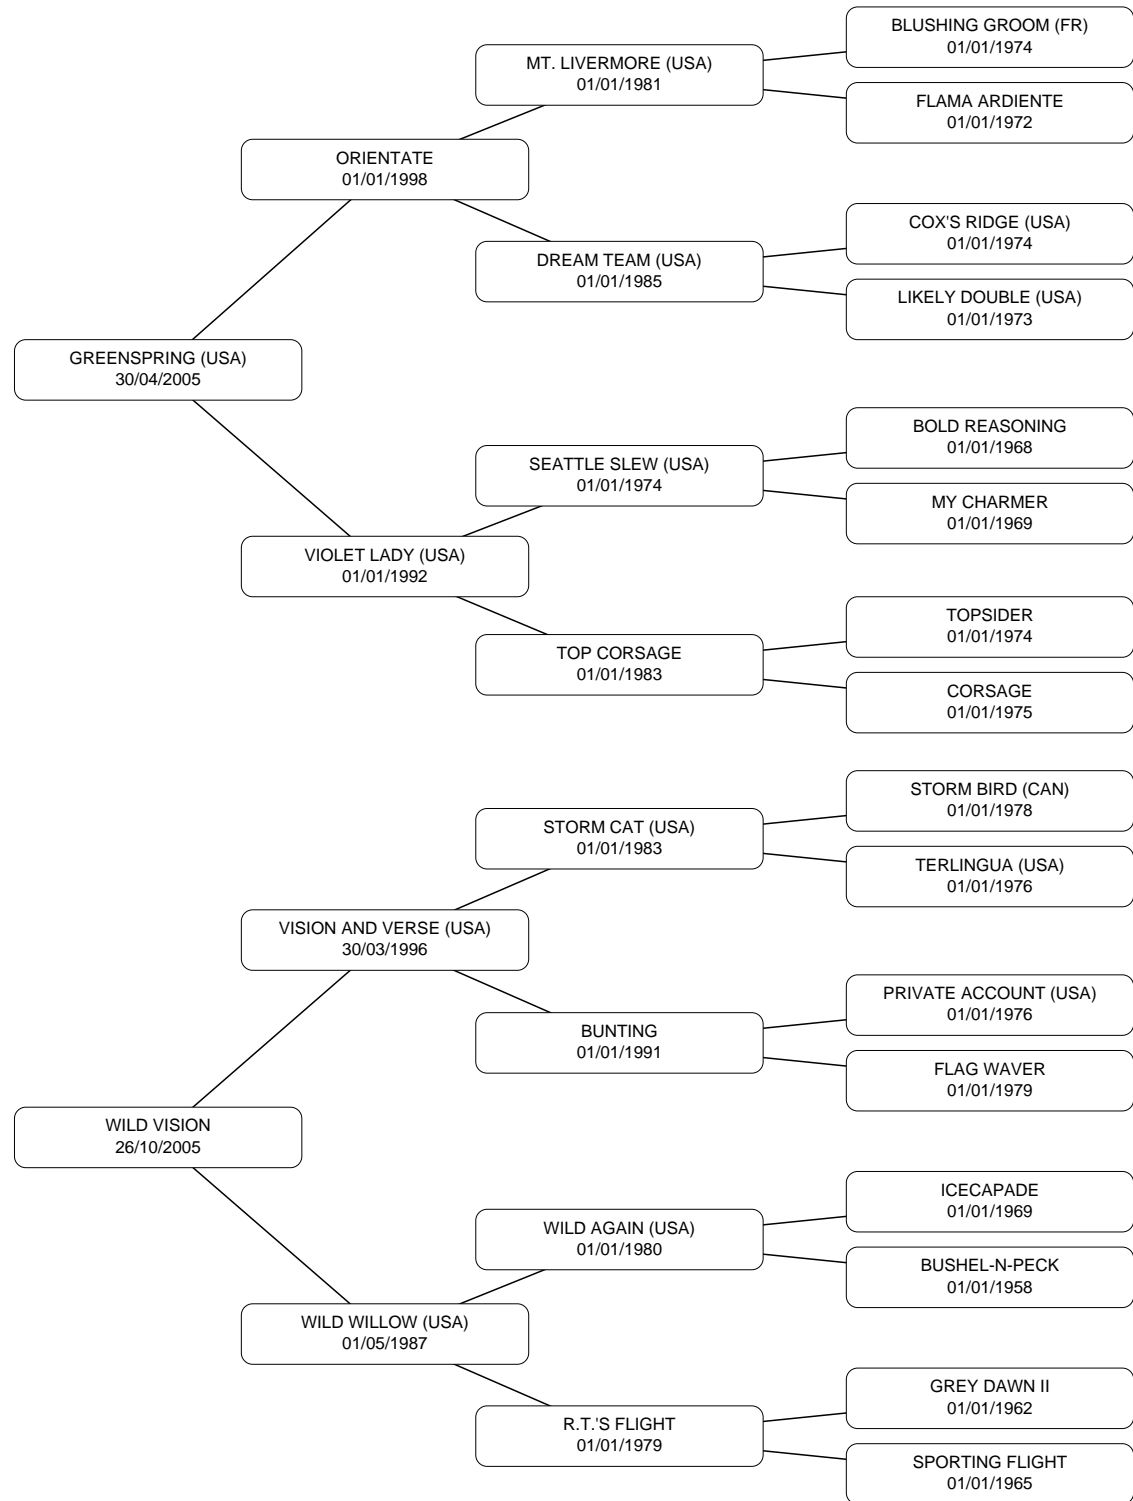 BLUSHING GROOM (FR)
01/01/1974
MT. LIVERMORE (USA)
01/01/1981
FLAMA ARDIENTE
01/01/1972
ORIENTATE
01/01/1998
COX'S RIDGE (USA)
01/01/1974
DREAM TEAM (USA)
01/01/1985
LIKELY DOUBLE (USA)
01/01/1973
GREENSPRING (USA)
30/04/2005
BOLD REASONING
01/01/1968
SEATTLE SLEW (USA)
01/01/1974
MY CHARMER
01/01/1969
VIOLET LADY (USA)
01/01/1992
TOPSIDER
01/01/1974
TOP CORSAGE
01/01/1983
CORSAGE
01/01/1975
STORM BIRD (CAN)
01/01/1978
STORM CAT (USA)
01/01/1983
TERLINGUA (USA)
01/01/1976
VISION AND VERSE (USA)
30/03/1996
PRIVATE ACCOUNT (USA)
01/01/1976
BUNTING
01/01/1991
FLAG WAVER
01/01/1979
WILD VISION
26/10/2005
ICECAPADE
01/01/1969
WILD AGAIN (USA)
01/01/1980
BUSHEL-N-PECK
01/01/1958
WILD WILLOW (USA)
01/05/1987
GREY DAWN II
01/01/1962
R.T.'S FLIGHT
01/01/1979
SPORTING FLIGHT
01/01/1965